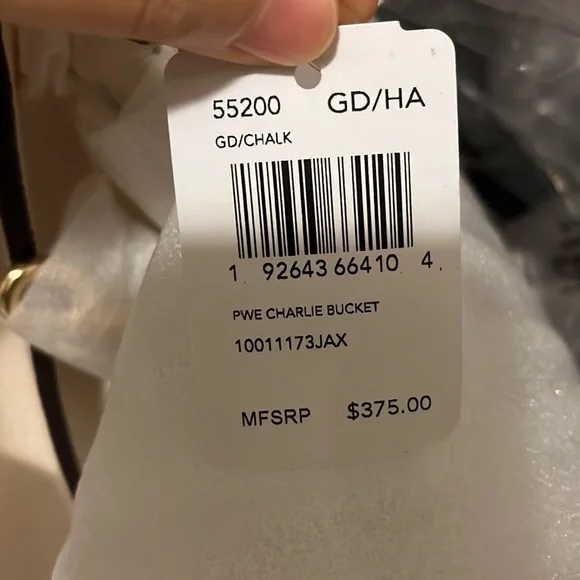 55200 GD/HA
GD/CHALK
1 92643 66410 4
PWE CHARLIE BUCKET
10011173JAX
MFSRP $375.00